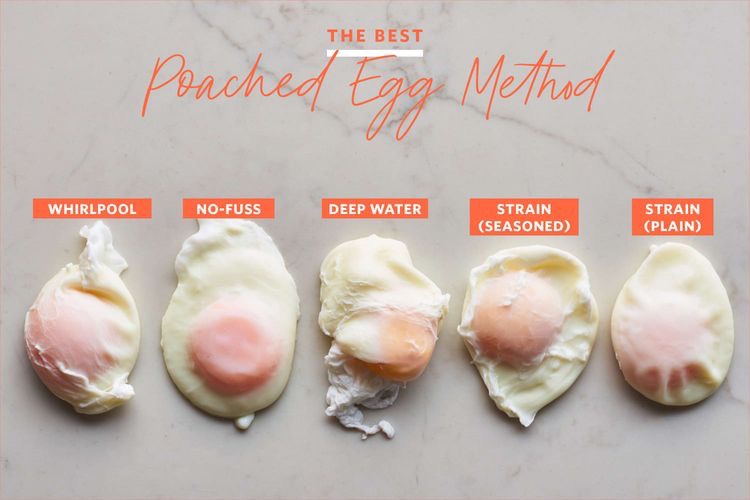 THE BEST
Poached Egg Method
WHIRLPOOL
NO-FUSS
DEEP WATER
STRAIN
(SEASONED)
STRAIN
(PLAIN)